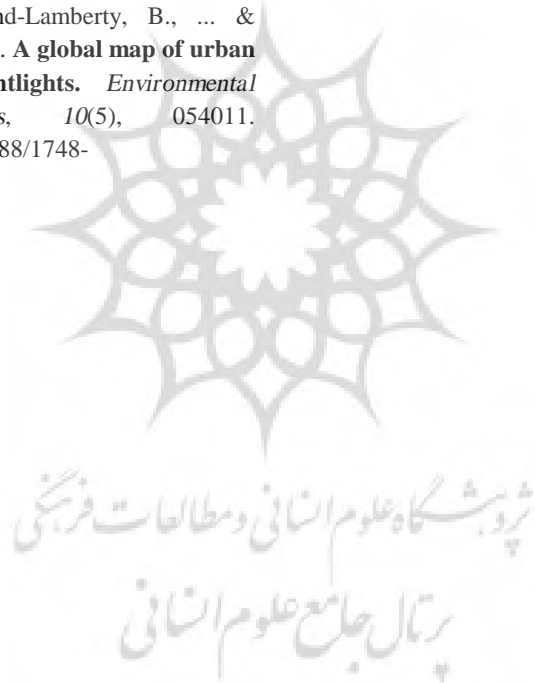 nd-Lamberty, B., ... &
. A global map of urban
ntlights. Environmental
s, 10(5), 054011.
88/1748-
پژوهشگاه علوم انسانی و مطالعات فرهنگی
پرتال جامع علوم انسانی